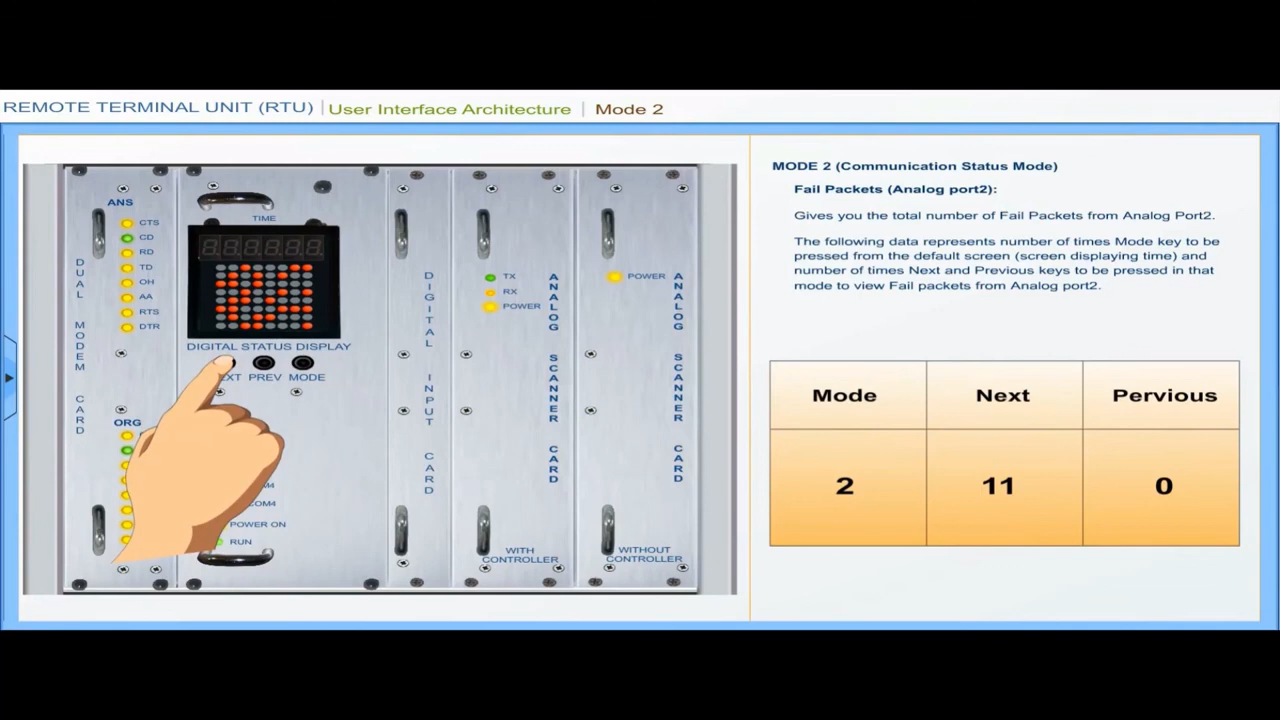 REMOTE TERMINAL UNIT (RTU) | User Interface Architecture | Mode 2
ANS
CTS
CD
RD
TD
OH
AA
RTS
DTR
DUAL MODEM CARD
ORG
TIME
DIGITAL STATUS DISPLAY
EXT PREV MODE
COM4
POWER ON
RUN
DIGITAL INPUT CARD
TX
RX
POWER
ANALOG SCANNER CARD
WITH
CONTROLLER
POWER
ANALOG SCANNER CARD
WITHOUT
CONTROLLER
MODE 2 (Communication Status Mode)
Fail Packets (Analog port2):
Gives you the total number of Fail Packets from Analog Port2.
The following data represents number of times Mode key to be
pressed from the default screen (screen displaying time) and
number of times Next and Previous keys to be pressed in that
mode to view Fail packets from Analog port2.
Mode Next Pervious
2 11 0